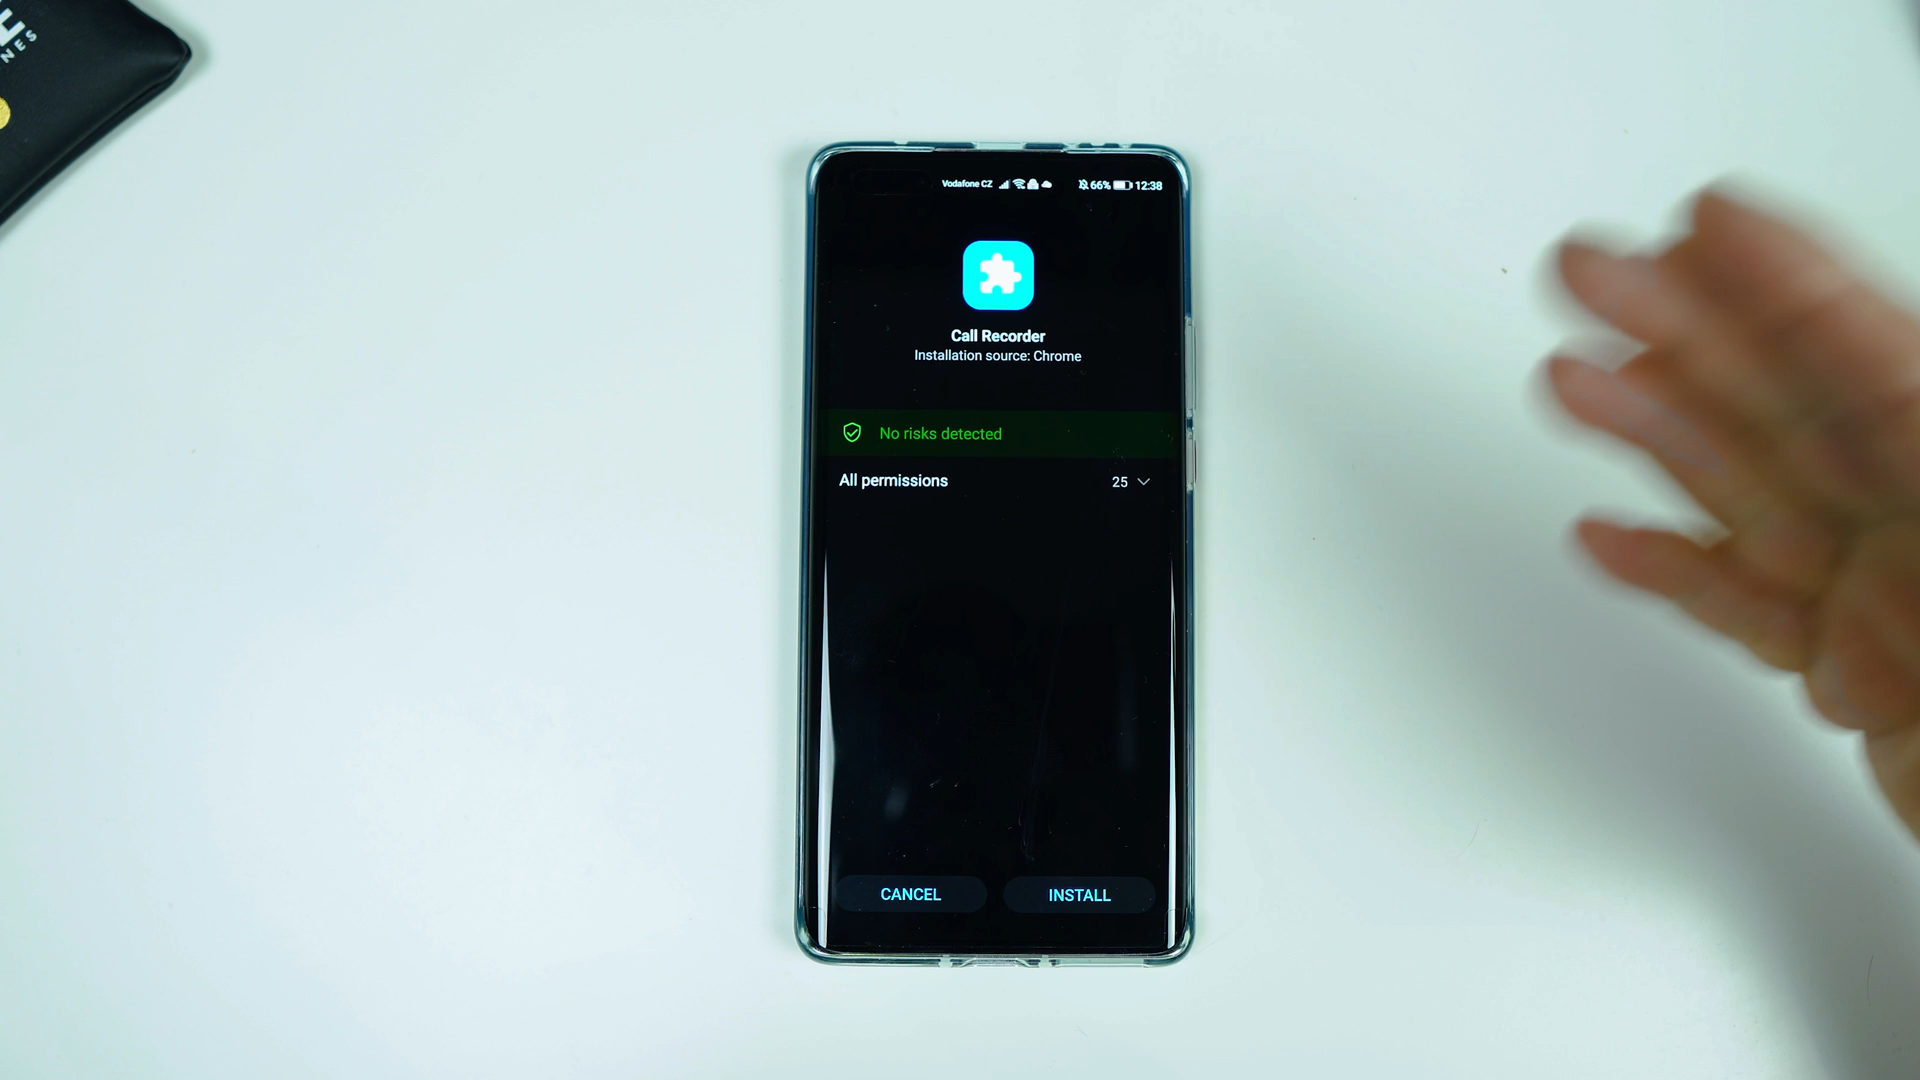 NES
Vodafone CZ 66% 12:38
Call Recorder
Installation source: Chrome
No risks detected
All permissions 25
CANCEL INSTALL